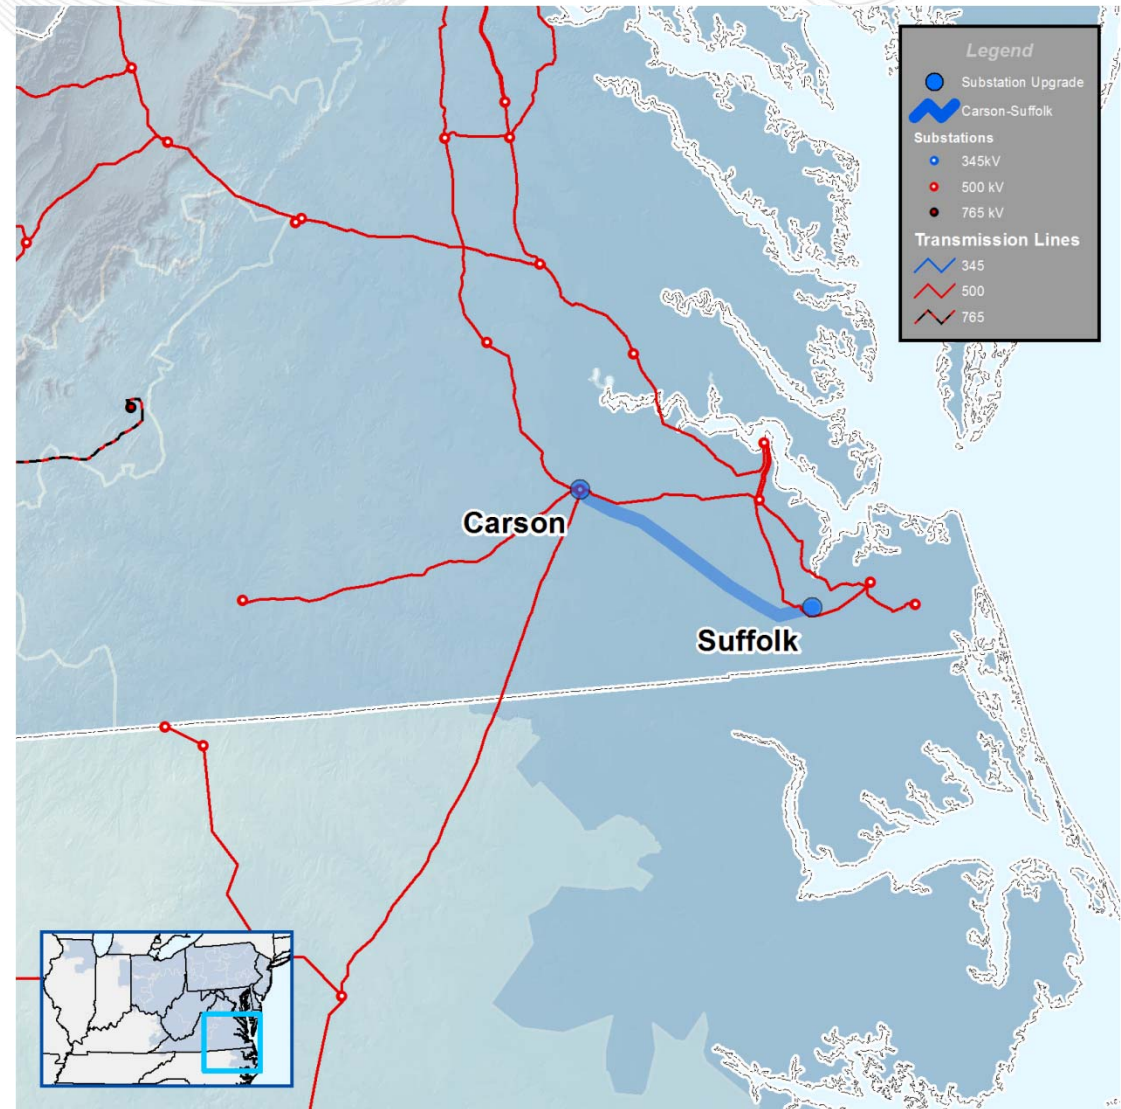 Legend
Substation Upgrade
Carson-Suffolk
Substations
345kV
500 kV
765 kV
Transmission Lines
345
500
765
Carson
Suffolk